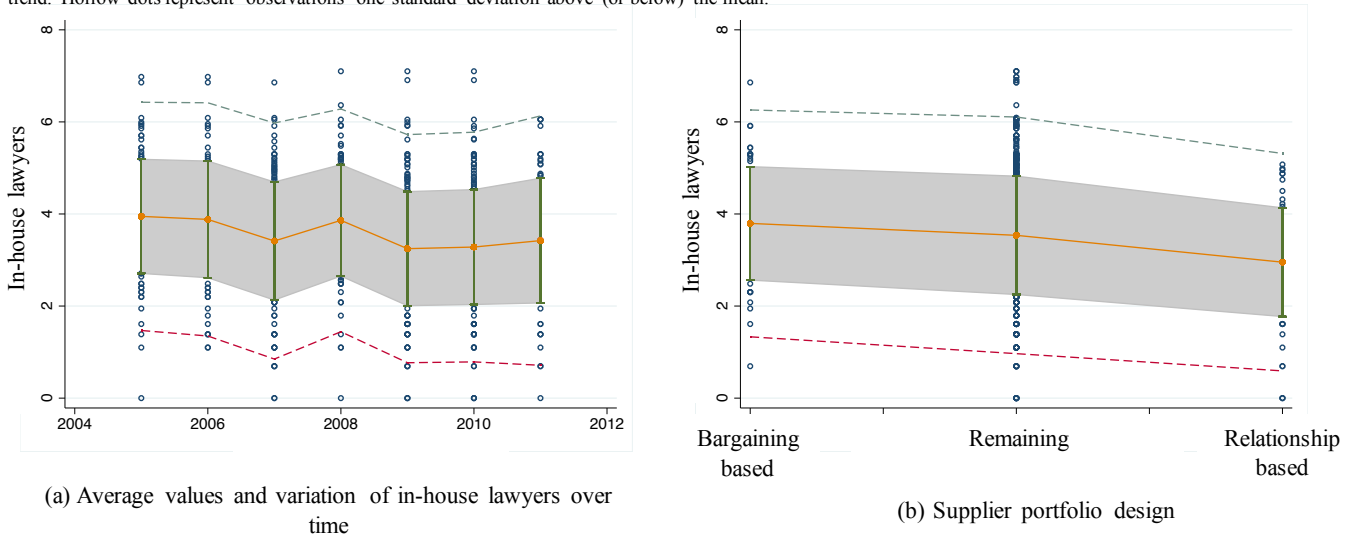 trend. Hollow dots represent observations one standard deviation above (or below) the mean.
8
6
4
2
0
In-house lawyers
2004
2006
2008
2010
2012
(a) Average values and variation of in-house lawyers over
time
8
6
4
2
0
In-house lawyers
Bargaining
based
Remaining
Relationship
based
(b) Supplier portfolio design